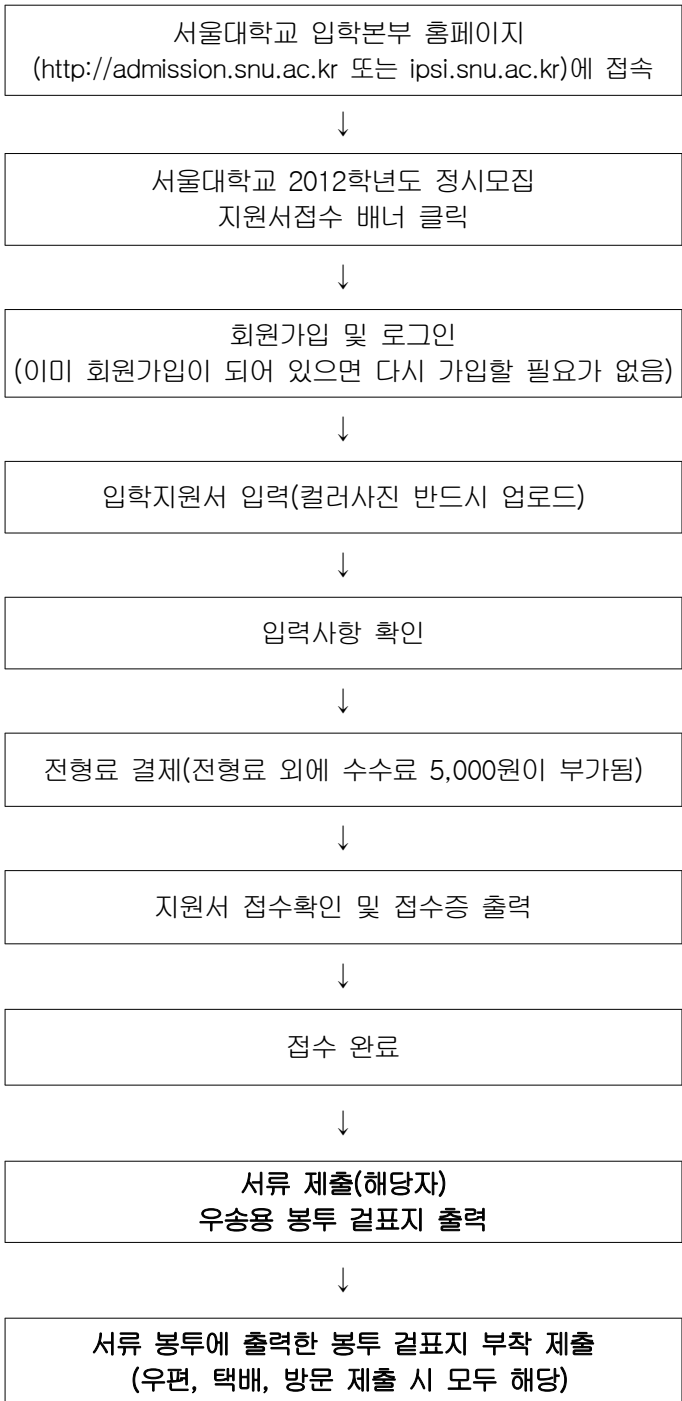 서울대학교 입학본부 홈페이지
(http://admission.snu.ac.kr 또는 ipsi.snu.ac.kr)에 접속
↓
서울대학교 2012학년도 정시모집
지원서접수 배너 클릭
↓
회원가입 및 로그인
(이미 회원가입이 되어 있으면 다시 가입할 필요가 없음)
↓
입학지원서 입력(컬러사진 반드시 업로드)
↓
입력사항 확인
↓
전형료 결제(전형료 외에 수수료 5,000원이 부가됨)
↓
지원서 접수확인 및 접수증 출력
↓
접수 완료
↓
서류 제출(해당자)
우송용 봉투 겉표지 출력
↓
서류 봉투에 출력한 봉투 겉표지 부착 제출
(우편, 택배, 방문 제출 시 모두 해당)